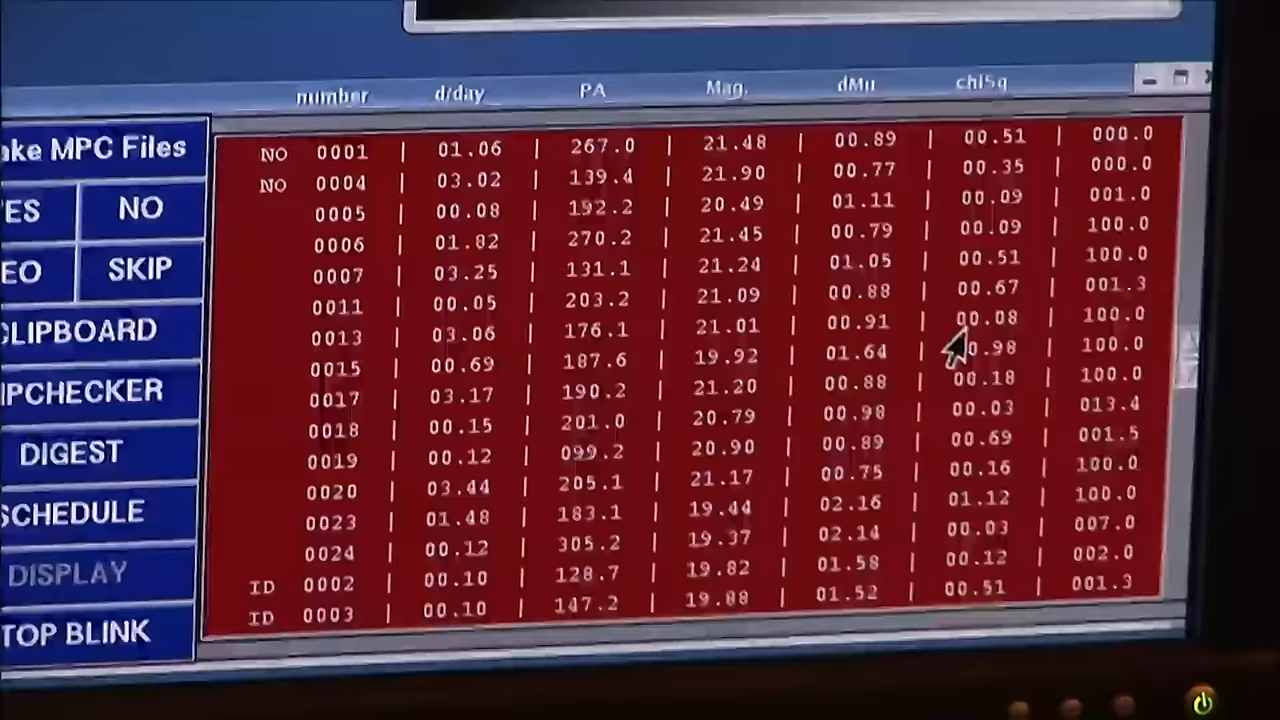 number d/day PA Mag. dMu chiSq
ake MPC Files
ES NO
EO SKIP
CLIPBOARD
IPCHECKER
DIGEST
SCHEDULE
DISPLAY
TOP BLINK
NO 0001 | 01.06 | 267.0 | 21.48 | 00.89 | 00.51 | 000.0
NO 0004 | 03.02 | 139.4 | 21.90 | 00.77 | 00.35 | 000.0
0005 | 00.08 | 192.2 | 20.49 | 01.11 | 00.09 | 001.0
0006 | 01.82 | 270.2 | 21.45 | 00.79 | 00.09 | 100.0
0007 | 03.25 | 131.1 | 21.24 | 01.05 | 00.51 | 100.0
0011 | 00.05 | 203.2 | 21.09 | 00.88 | 00.67 | 001.3
0013 | 03.06 | 176.1 | 21.01 | 00.91 | 00.08 | 100.0
0015 | 00.69 | 187.6 | 19.92 | 01.64 | 0.98 | 100.0
0017 | 03.17 | 190.2 | 21.20 | 00.88 | 00.18 | 100.0
0018 | 00.15 | 201.0 | 20.79 | 00.98 | 00.03 | 013.4
0019 | 00.12 | 099.2 | 20.90 | 00.89 | 00.69 | 001.5
0020 | 03.44 | 205.1 | 21.17 | 00.75 | 00.16 | 100.0
0023 | 01.48 | 183.1 | 19.44 | 02.16 | 01.12 | 100.0
0024 | 00.12 | 305.2 | 19.37 | 02.14 | 00.03 | 007.0
ID 0002 | 00.10 | 128.7 | 19.82 | 01.58 | 00.12 | 002.0
ID 0003 | 00.10 | 147.2 | 19.88 | 01.52 | 00.51 | 001.3